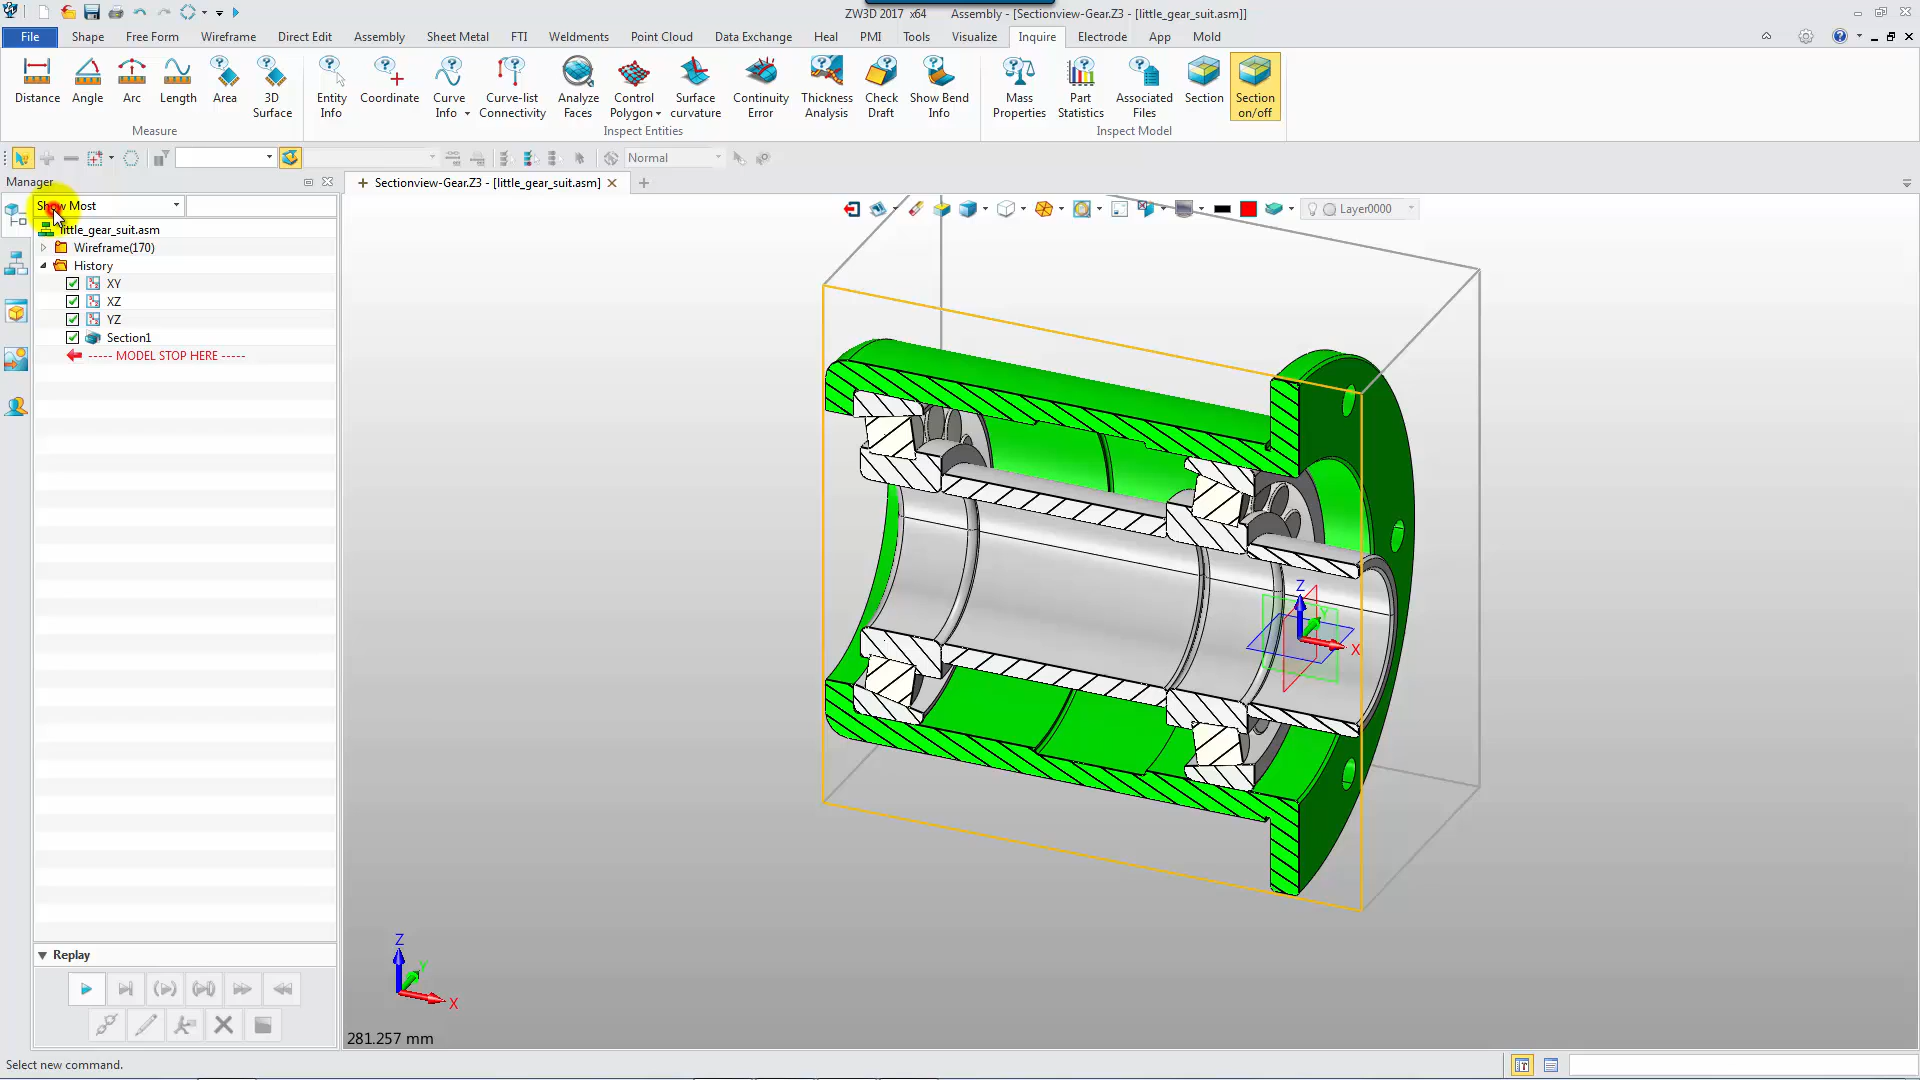 ZW3D 2017 x64 Assembly - [Sectionview-Gear.Z3 - [little_gear_suit.asm]]
File Shape Free Form Wireframe Direct Edit Assembly Sheet Metal FTI Weldments Point Cloud Data Exchange Heal PMI Tools Visualize Inquire Electrode App Mold
Distance Angle Arc Length Area 3D Surface Entity Info Coordinate Curve Info Curve-list Connectivity Analyze Faces Control Polygon Surface curvature Continuity Error Thickness Analysis Check Draft Show Bend Info Mass Properties Part Statistics Associated Files Section Section on/off
Measure Inspect Entities Inspect Model
Normal
Manager
Sectionview-Gear.Z3 - [little_gear_suit.asm]
Show Most
Layer0000
little_gear_suit.asm
Wireframe(170)
History
XY
XZ
YZ
Section1
----- MODEL STOP HERE -----
Z
Y
X
Replay
Z
Y
X
281.257 mm
Select new command.